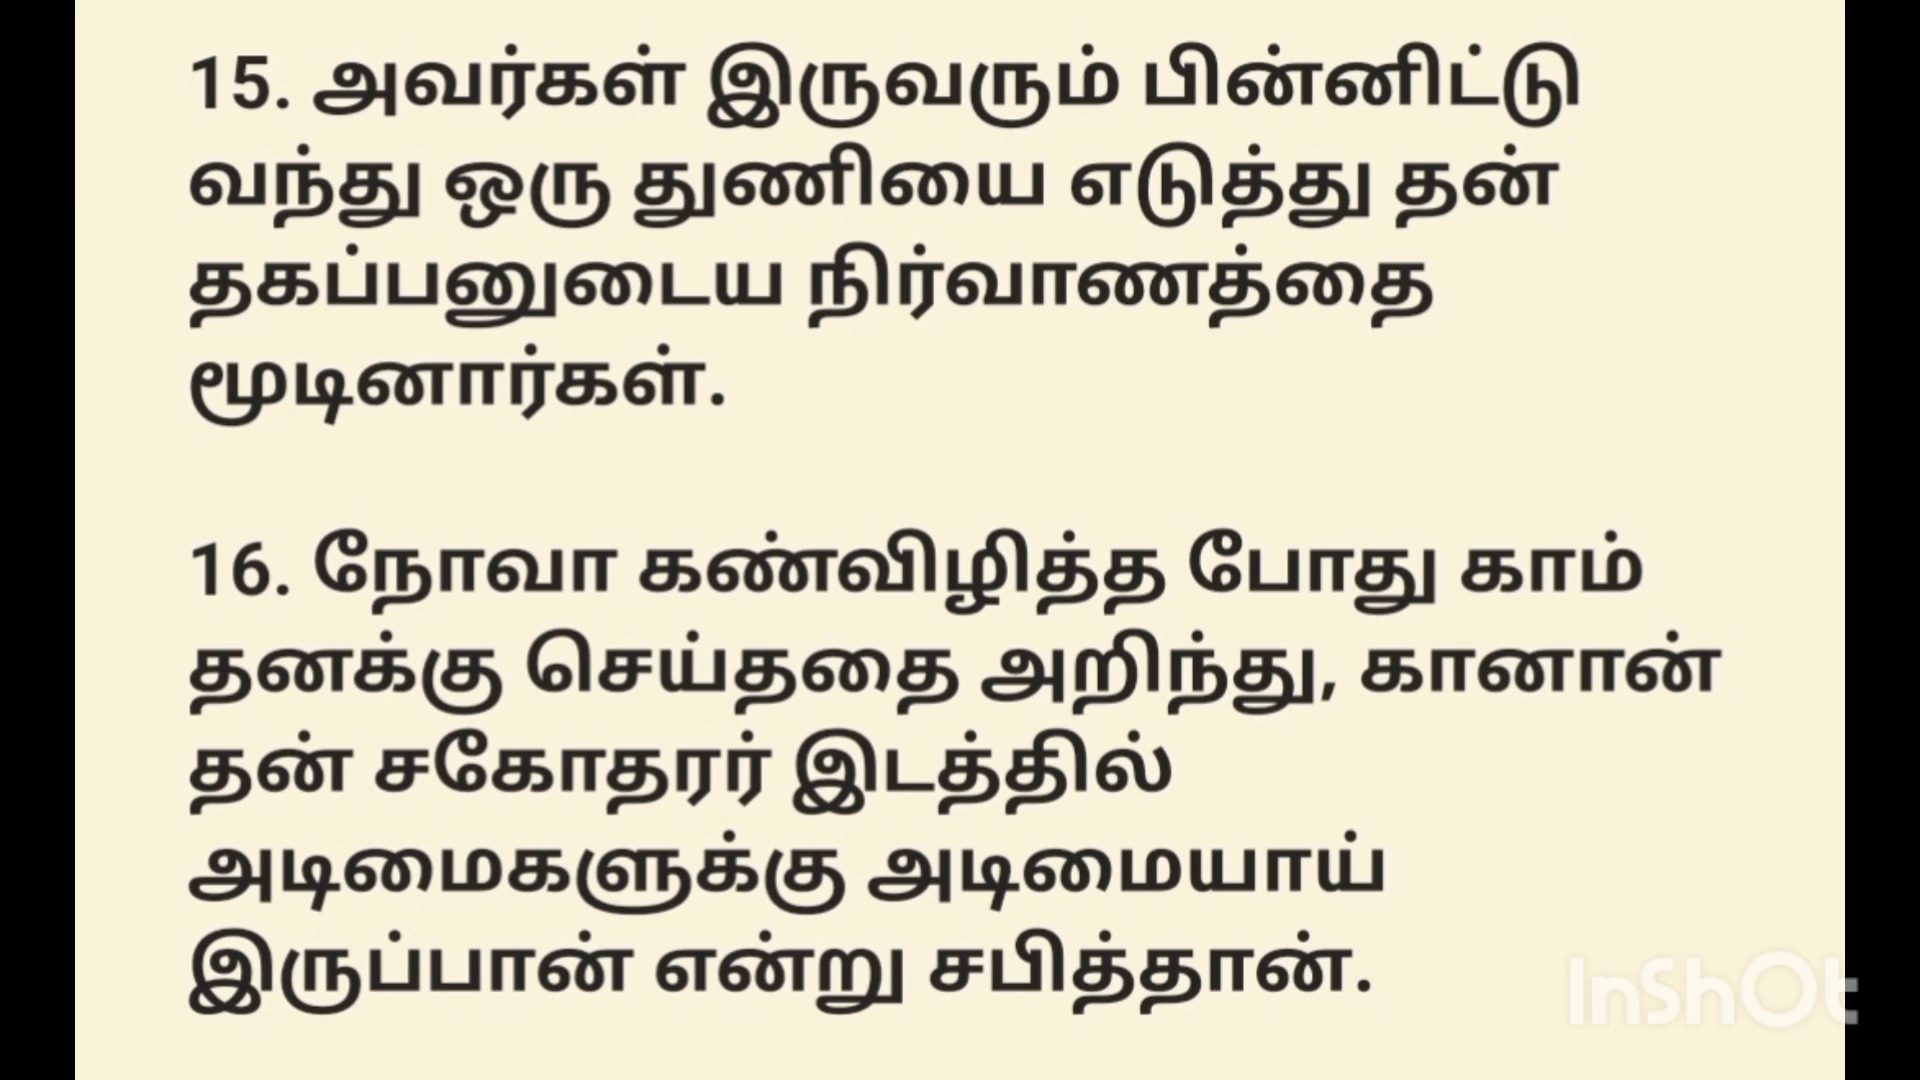 15. அவர்கள் இருவரும் பின்னிட்டு
வந்து ஒரு துணியை எடுத்து தன்
தகப்பனுடைய நிர்வாணத்தை
மூடினார்கள்.
16. நோவா கண்விழித்த போது காம்
தனக்கு செய்ததை அறிந்து, கானான்
தன் சகோதரர் இடத்தில்
அடிமைகளுக்கு அடிமையாய்
இருப்பான் என்று சபித்தான்.
InShOt